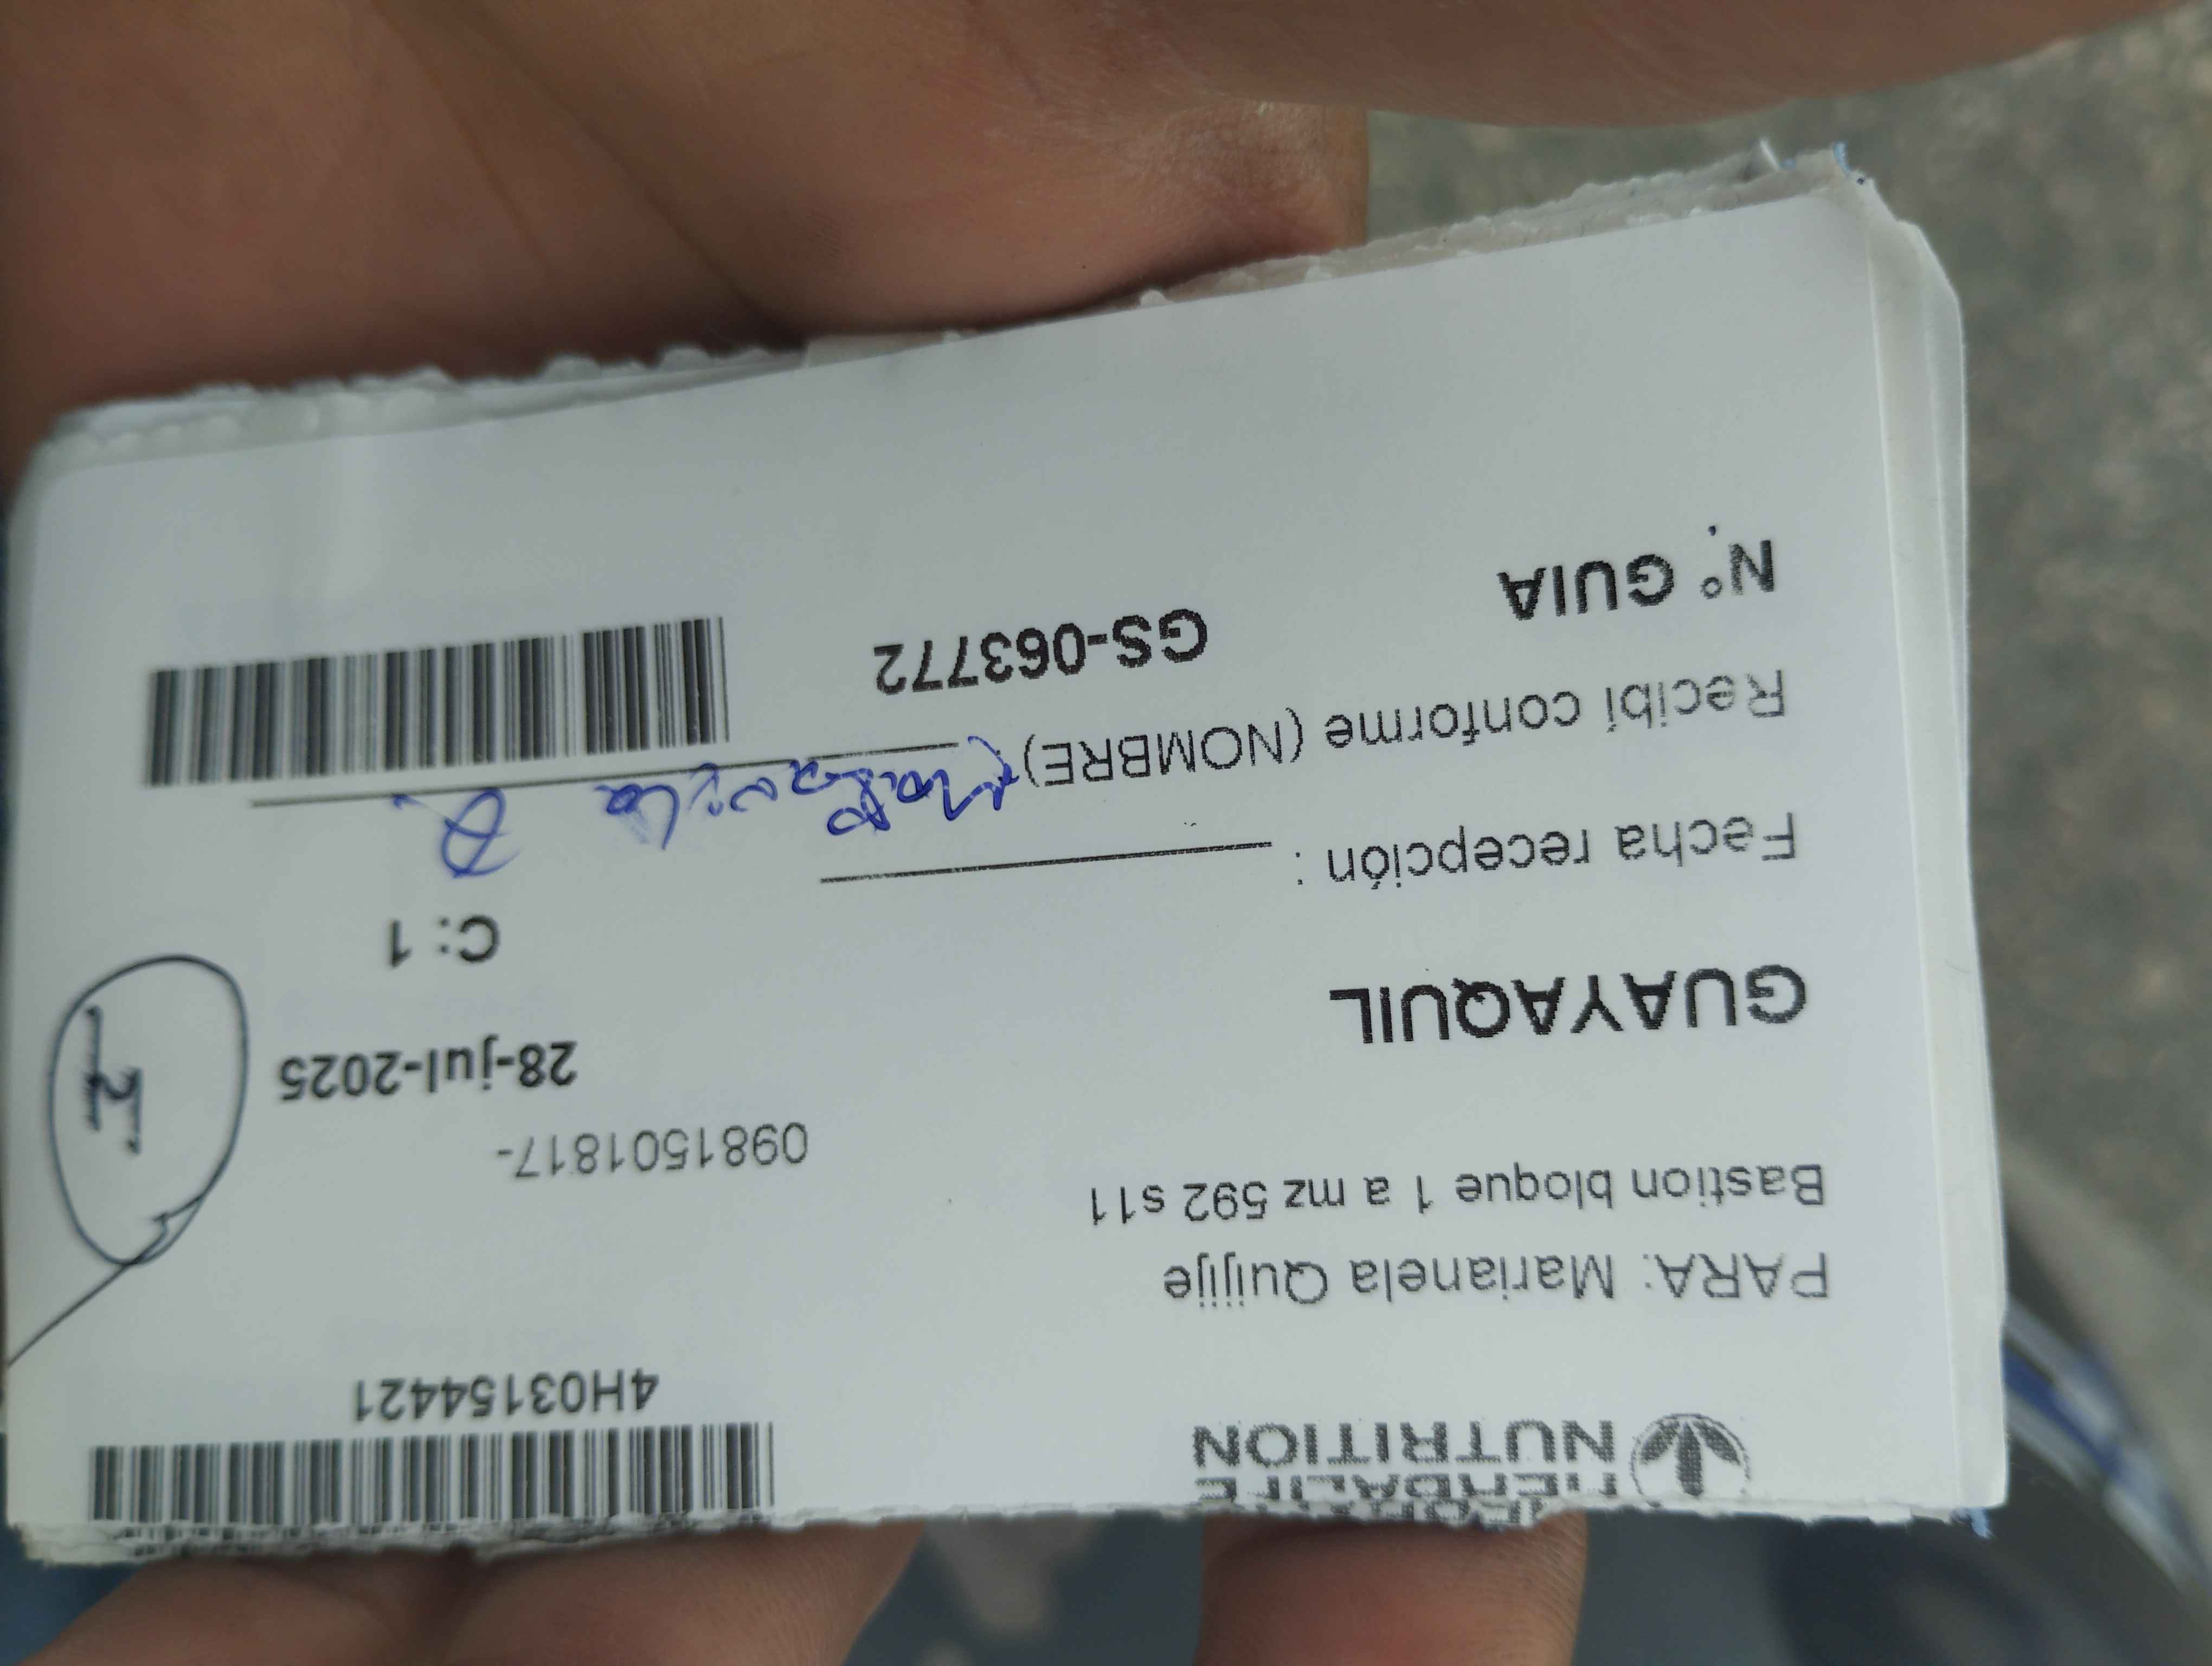 HERBALIFE
NUTRITION
4H03154421
PARA: Marianela Quijije
Bastion bloque 1 a mz 592 s11
0981501817-
28-jul-2025
GUAYAQUIL
C: 1
Fecha recepción :
Recibí conforme (NOMBRE)
GS-063772
N° GUIA